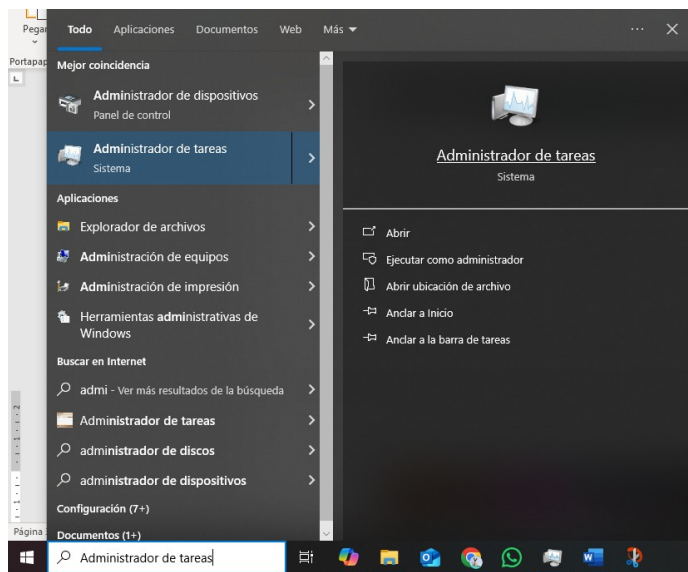 Pegar
Portapap
Todo Aplicaciones Documentos Web Más
Mejor coincidencia
Administrador de dispositivos
Panel de control
Administrador de tareas
Sistema
Aplicaciones
Explorador de archivos
Administración de equipos
Administración de impresión
Herramientas administrativas de
Windows
Buscar en Internet
admi - Ver más resultados de la búsqueda
Administrador de tareas
administrador de discos
administrador de dispositivos
Configuración (7+)
Documentos (1+)
Administrador de tareas
Sistema
Abrir
Ejecutar como administrador
Abrir ubicación de archivo
Anclar a Inicio
Anclar a la barra de tareas
Página
Administrador de tareas